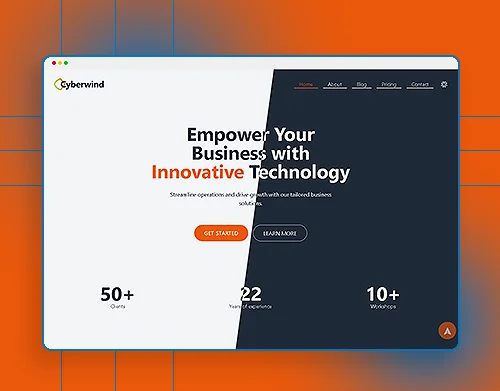 Cyberwind
Home About Blog Pricing Contact
Empower Your
Business with
Innovative Technology
Streamline operations and drive growth with our tailored business
solutions.
GET STARTED LEARN MORE
50+ 22 10+
Clients Years of experience Workshops